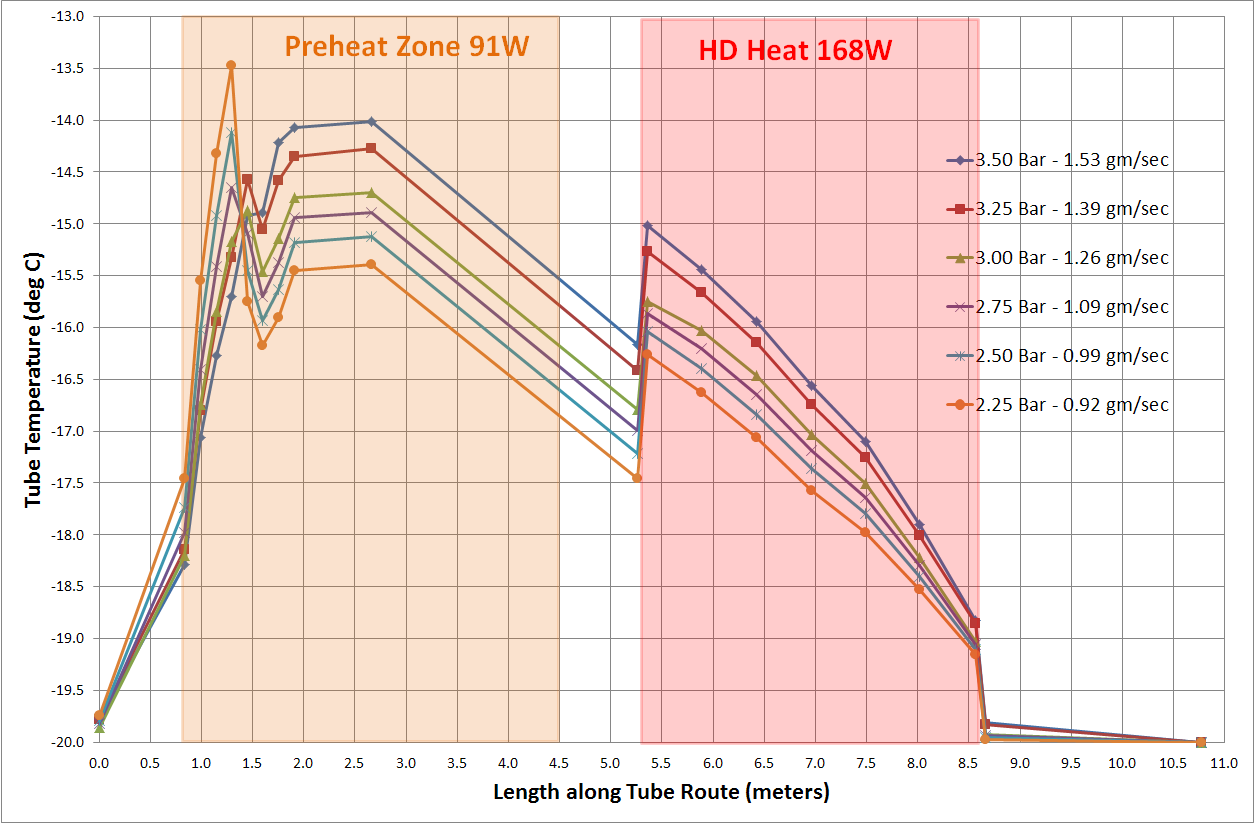 Preheat Zone 91W
HD Heat 168W
Tube Temperature (deg C)
-13.0
-13.5
-14.0
-14.5
-15.0
-15.5
-16.0
-16.5
-17.0
-17.5
-18.0
-18.5
-19.0
-19.5
-20.0
3.50 Bar - 1.53 gm/sec
3.25 Bar - 1.39 gm/sec
3.00 Bar - 1.26 gm/sec
2.75 Bar - 1.09 gm/sec
2.50 Bar - 0.99 gm/sec
2.25 Bar - 0.92 gm/sec
0.0 0.5 1.0 1.5 2.0 2.5 3.0 3.5 4.0 4.5 5.0 5.5 6.0 6.5 7.0 7.5 8.0 8.5 9.0 9.5 10.0 10.5 11.0
Length along Tube Route (meters)